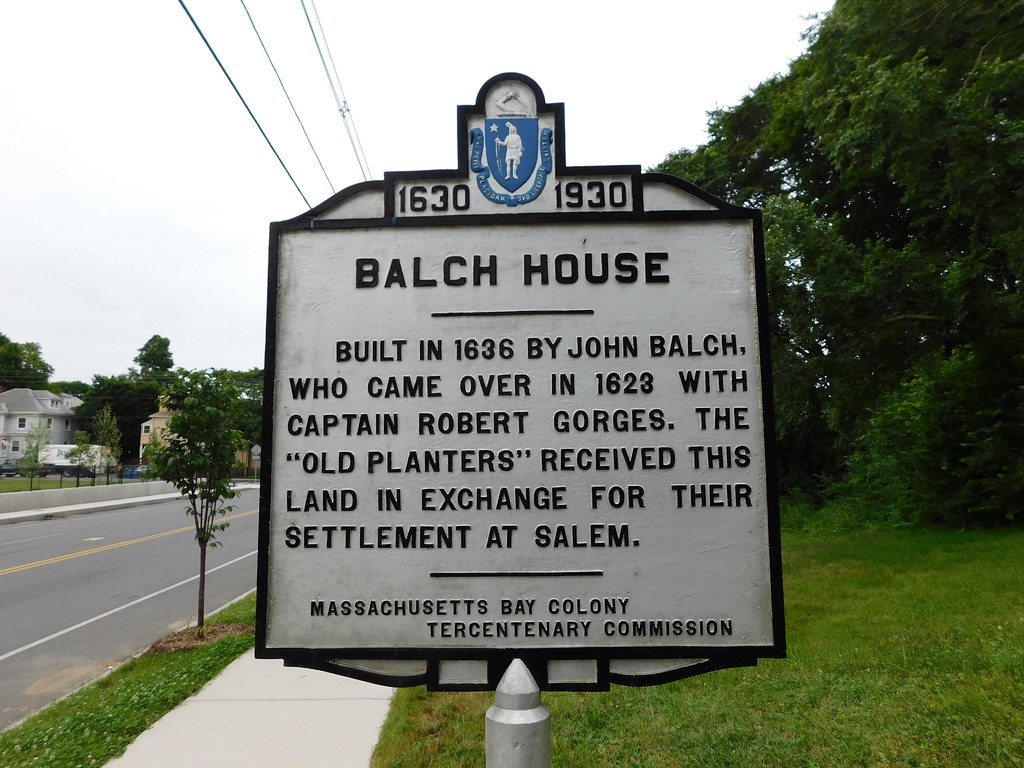 1630 1930
BALCH HOUSE
BUILT IN 1636 BY JOHN BALCH,
WHO CAME OVER IN 1623 WITH
CAPTAIN ROBERT GORGES. THE
“OLD PLANTERS” RECEIVED THIS
LAND IN EXCHANGE FOR THEIR
SETTLEMENT AT SALEM.
MASSACHUSETTS BAY COLONY
TERCENTENARY COMMISSION